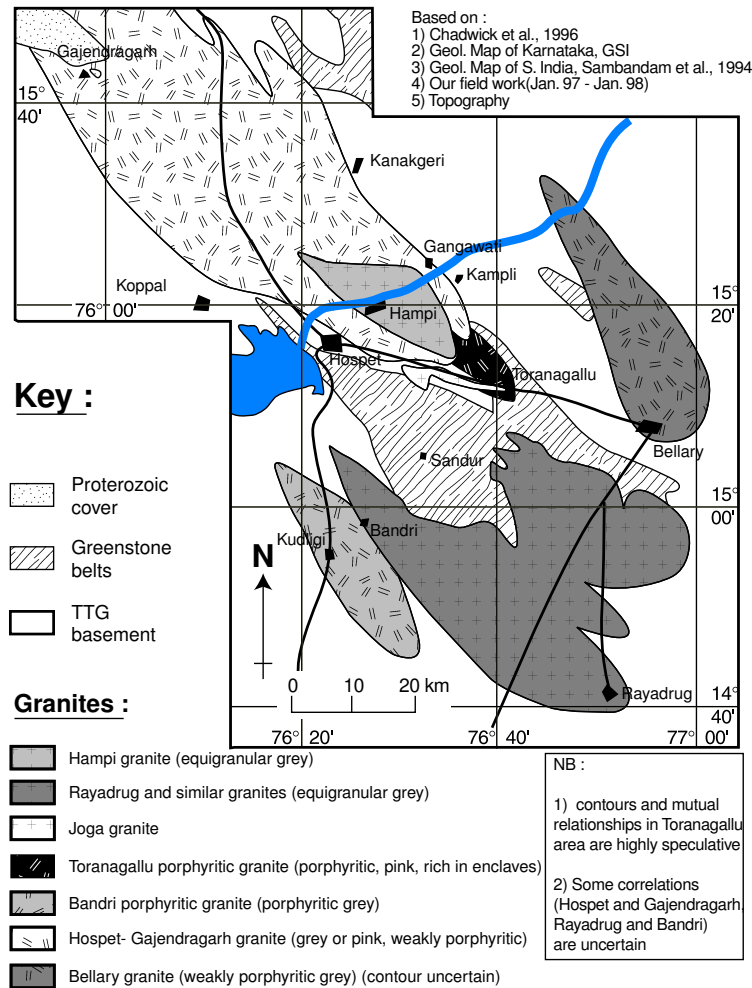 Based on :
1) Chadwick et al., 1996
2) Geol. Map of Karnataka, GSI
3) Geol. Map of S. India, Sambandam et al., 1994
4) Our field work(Jan. 97 - Jan. 98)
5) Topography
Gajendragarh
15°
40'
Kanakgeri
Gangawati
Kampli
Koppal
76° 00'
Hampi
15°
20'
Hospet
Toranagallu
Bellary
Sandur
15°
00'
Bandri
Kudligi
N
Rayadrug
0 10 20 km
14°
40'
76° 20'
76° 40'
77° 00'
Key :
Proterozoic
cover
Greenstone
belts
TTG
basement
Granites :
Hampi granite (equigranular grey)
Rayadrug and similar granites (equigranular grey)
Joga granite
Toranagallu porphyritic granite (porphyritic, pink, rich in enclaves)
Bandri porphyritic granite (porphyritic grey)
Hospet- Gajendragarh granite (grey or pink, weakly porphyritic)
Bellary granite (weakly porphyritic grey) (contour uncertain)
NB :
1) contours and mutual
relationships in Toranagallu
area are highly speculative
2) Some correlations
(Hospet and Gajendragarh,
Rayadrug and Bandri)
are uncertain